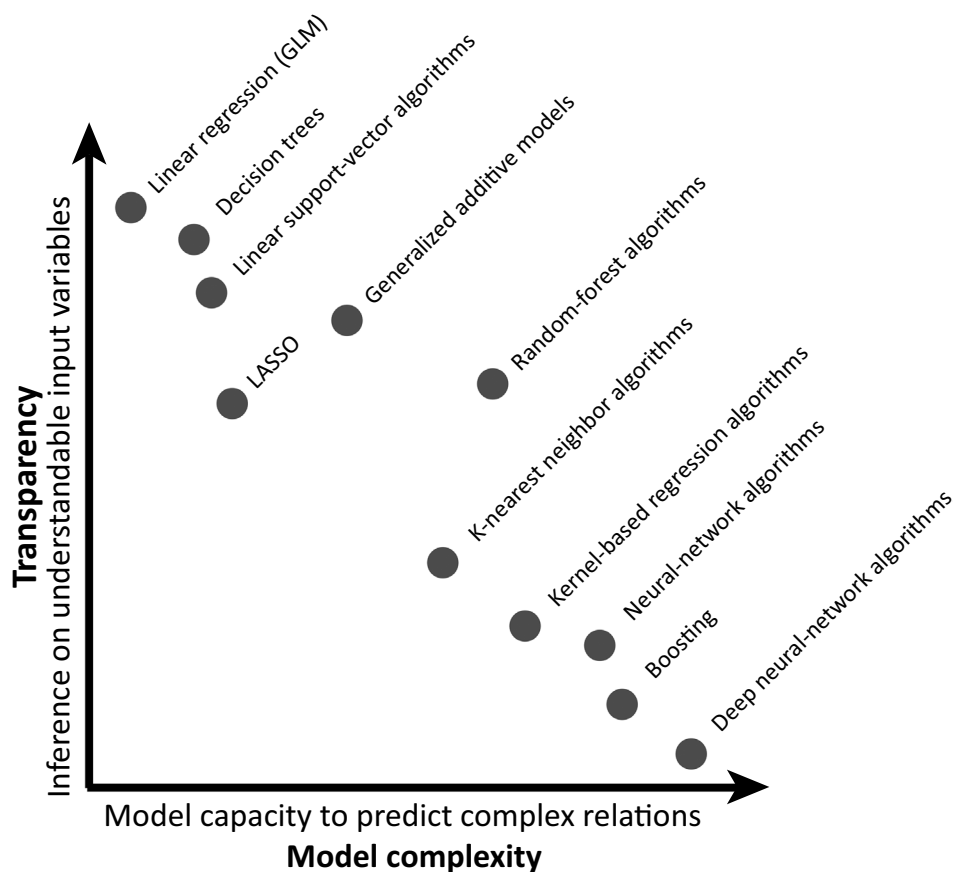 Linear regression (GLM)
Decision trees
Linear support-vector algorithms
Generalized additive models
LASSO
Random-forest algorithms
K-nearest neighbor algorithms
Kernel-based regression algorithms
Neural-network algorithms
Boosting
Deep neural-network algorithms
Transparency
Inference on understandable input variables
Model capacity to predict complex relations
Model complexity